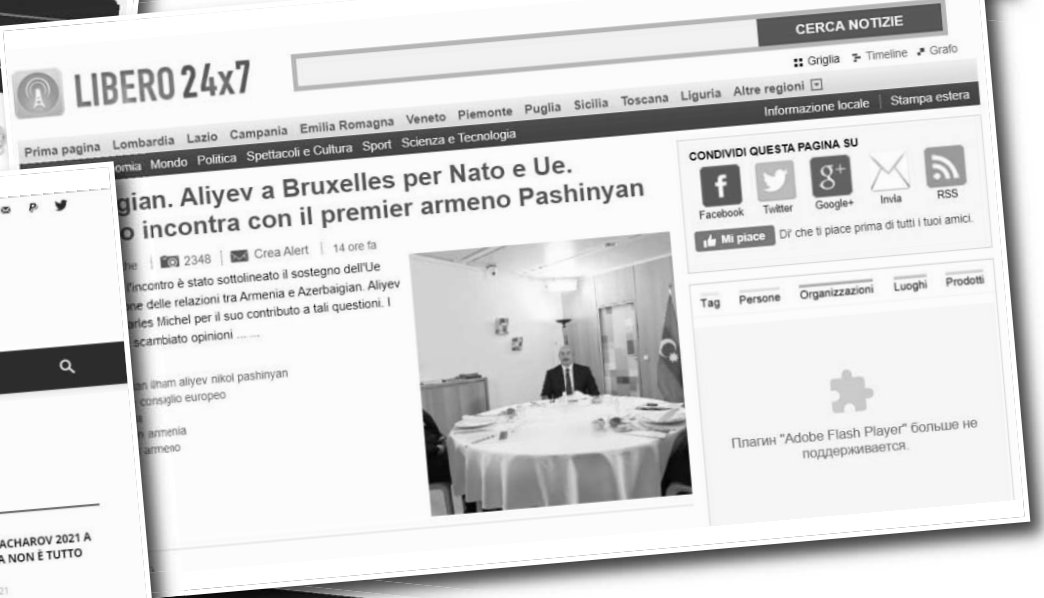 LIBERO 24x7
CERCA NOTIZIE
Griglia Timeline Grafo
Prima pagina Lombardia Lazio Campania Emilia Romagna Veneto Piemonte Puglia Sicilia Toscana Liguria Altre regioni
omia Mondo Politica Spettacoli e Cultura Sport Scienza e Tecnologia
Informazione locale | Stampa estera
gian. Aliyev a Bruxelles per Nato e Ue.
o incontra con il premier armeno Pashinyan
he | 2348 | Crea Alert | 14 ore fa
l'incontro è stato sottolineato il sostegno dell'Ue
ne delle relazioni tra Armenia e Azerbaigian. Aliyev
arles Michel per il suo contributo a tali questioni. I
scambiato opinioni ... ...
an ilham aliyev nikol pashinyan
consiglio europeo
armenia
armeno
CONDIVIDI QUESTA PAGINA SU
f
g+
Facebook Twitter Google+ Invia RSS
Mi piace Di' che ti piace prima di tutti i tuoi amici.
Tag Persone Organizzazioni Luoghi Prodotti
Плагин "Adobe Flash Player" больше не
поддерживается.
ACHAROV 2021 A
A NON È TUTTO
21